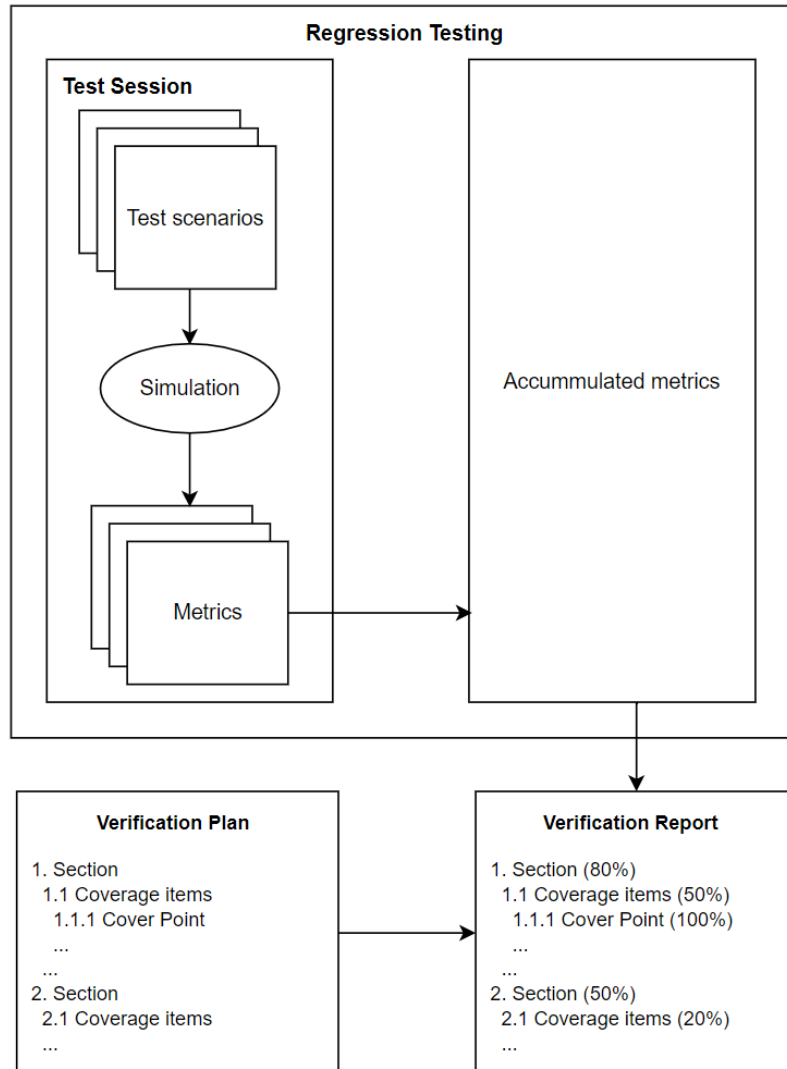 Regression Testing
Test Session
Test scenarios
Simulation
Metrics
Accummulated metrics
Verification Plan
1. Section
1.1 Coverage items
1.1.1 Cover Point
...
...
2. Section
2.1 Coverage items
...
Verification Report
1. Section (80%)
1.1 Coverage items (50%)
1.1.1 Cover Point (100%)
...
...
2. Section (50%)
2.1 Coverage items (20%)
...